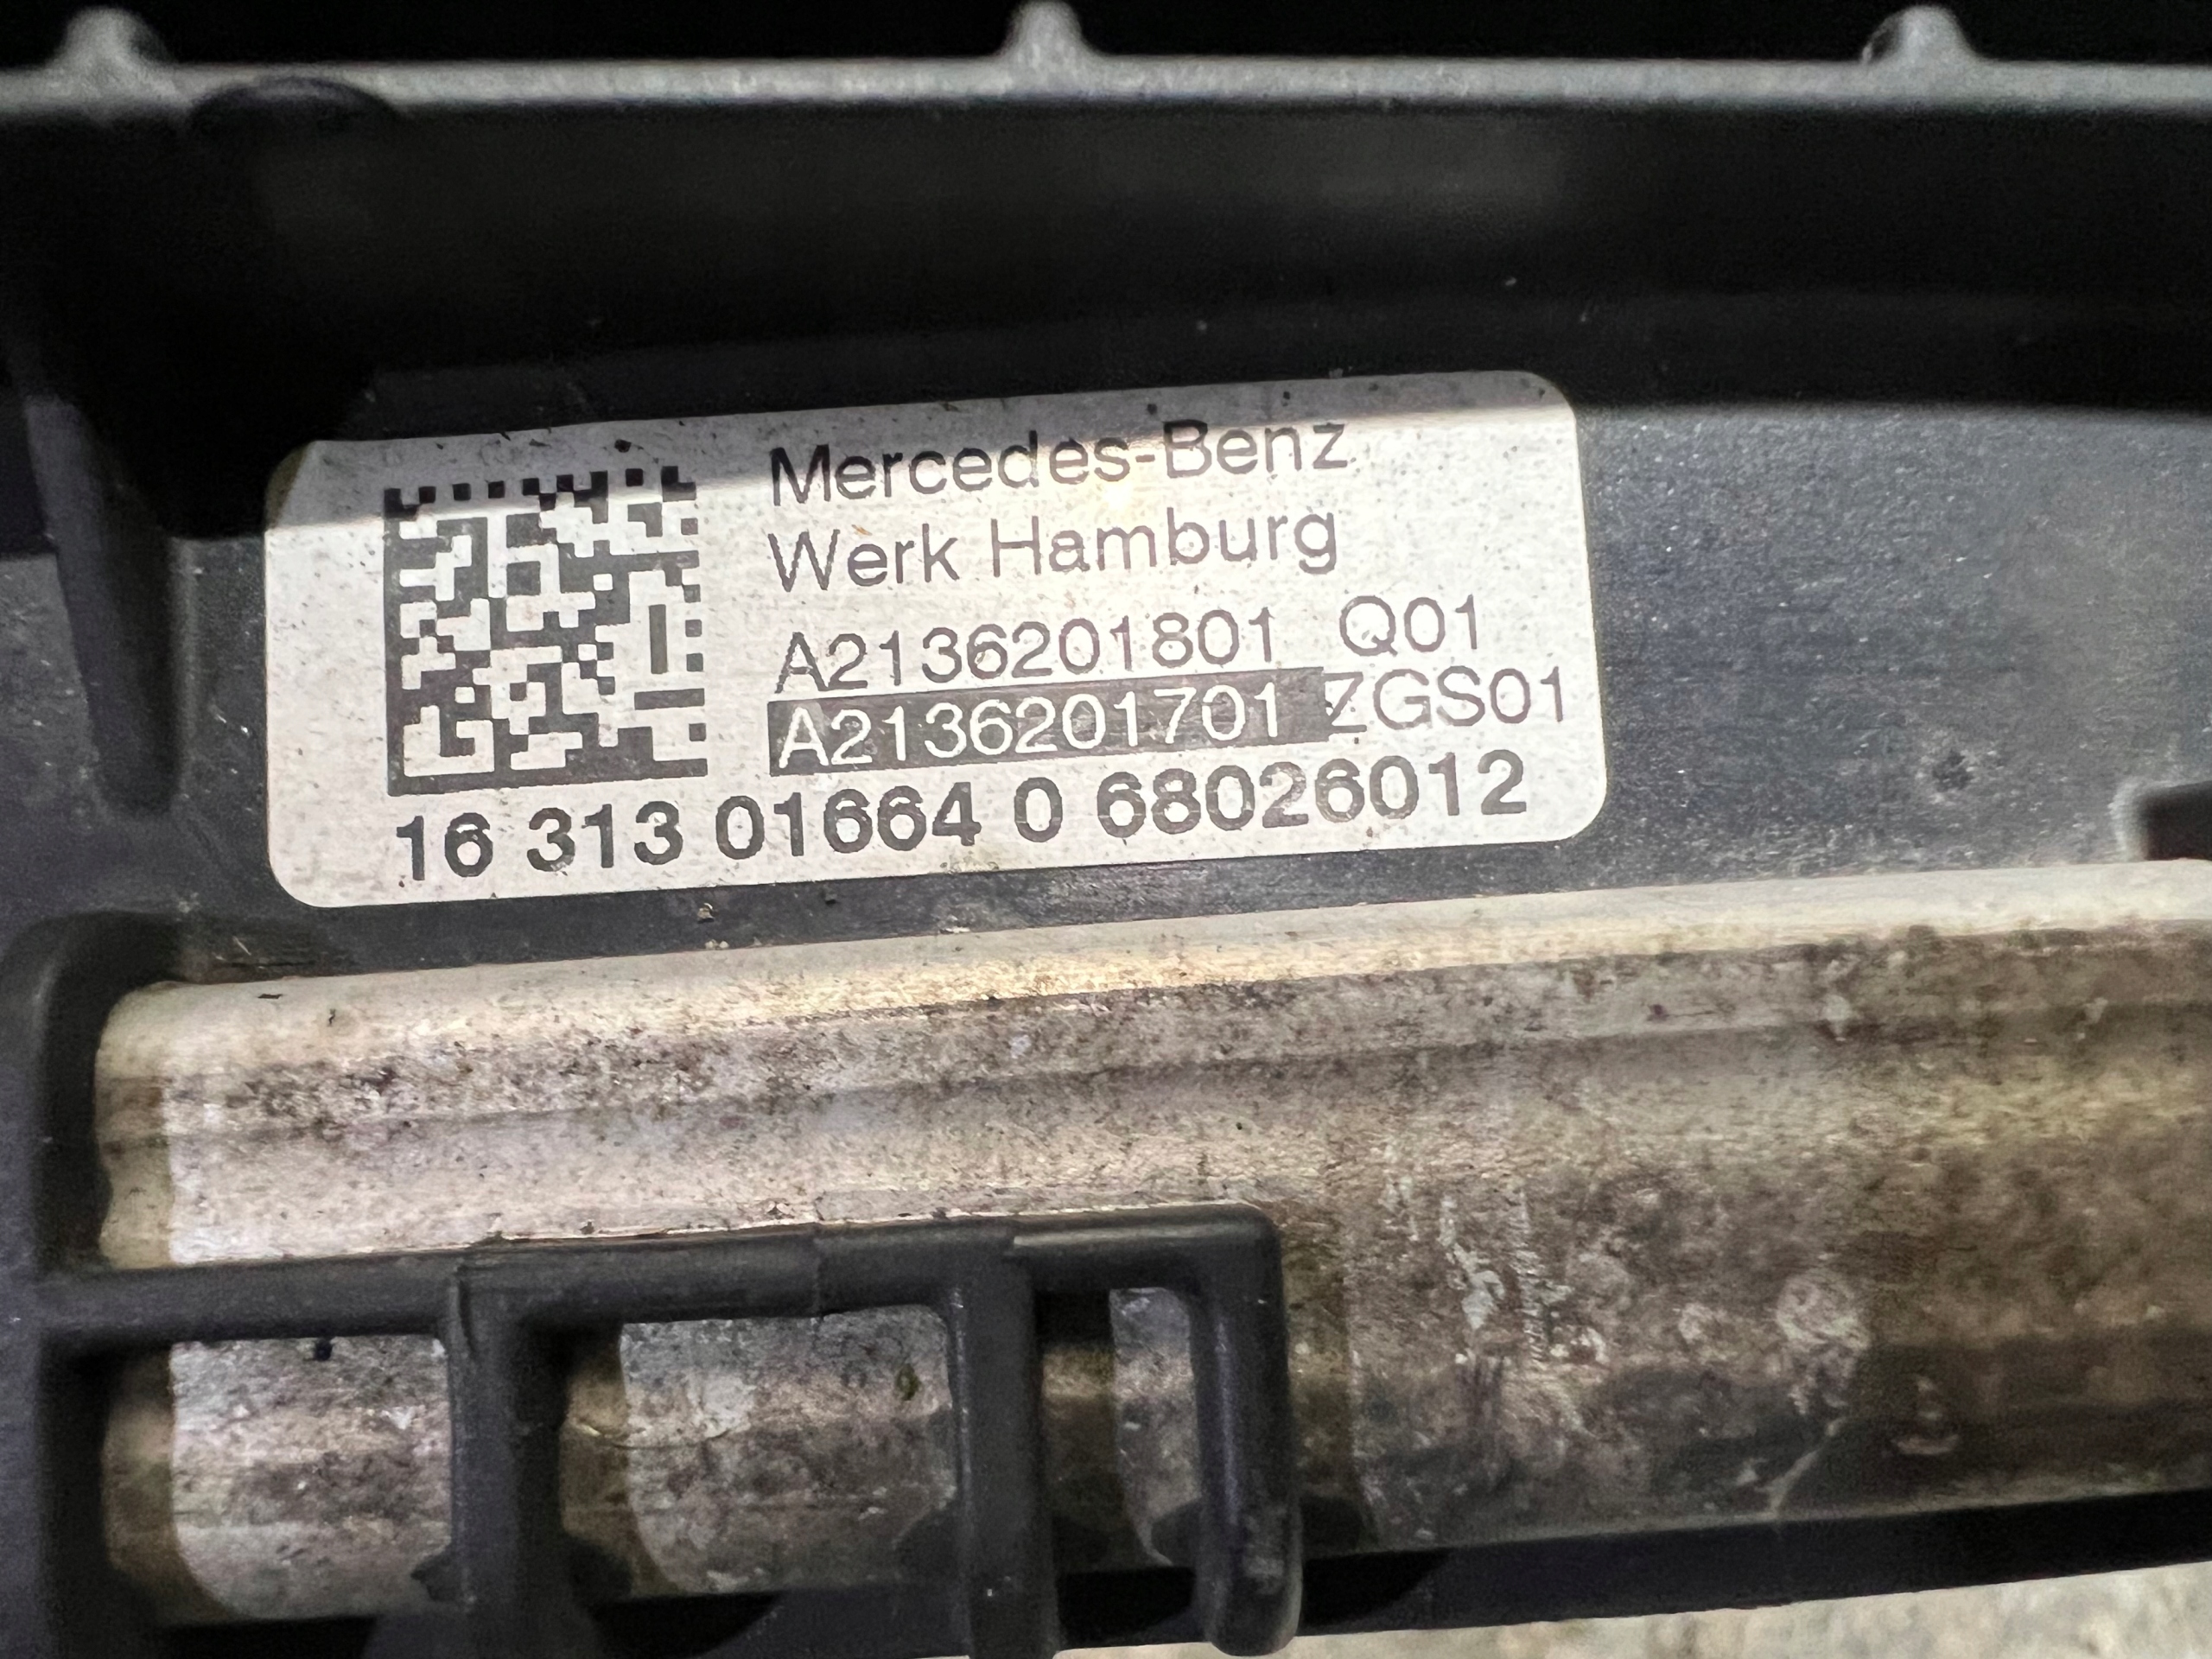 Mercedes-Benz
Werk Hamburg
A2136201801 Q01
A2136201701 ZGS01
16 313 01664 0 68026012